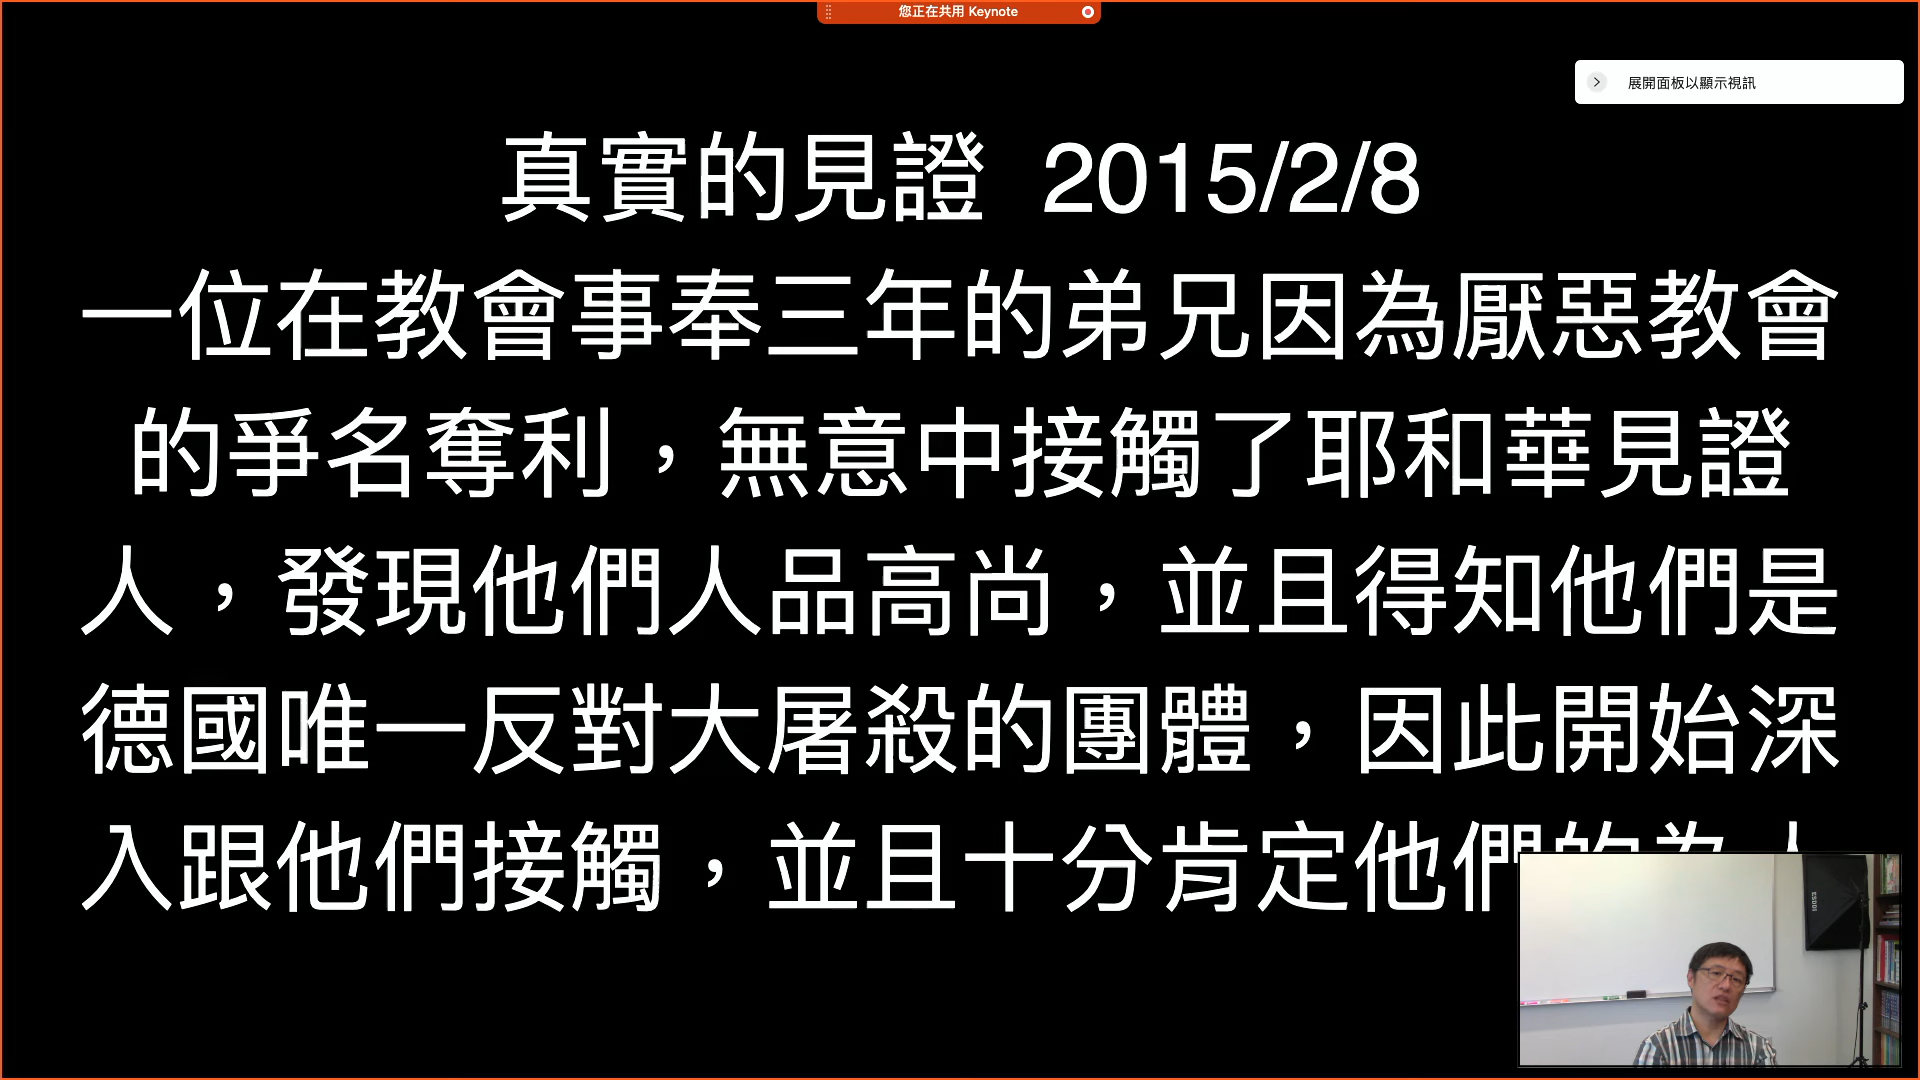 您正在共用 Keynote
展開面板以顯示視訊
真實的見證 2015/2/8
一位在教會事奉三年的弟兄因為厭惡教會
的爭名奪利，無意中接觸了耶和華見證
人，發現他們人品高尚，並且得知他們是
德國唯一反對大屠殺的團體，因此開始深
入跟他們接觸，並且十分肯定他們的為人